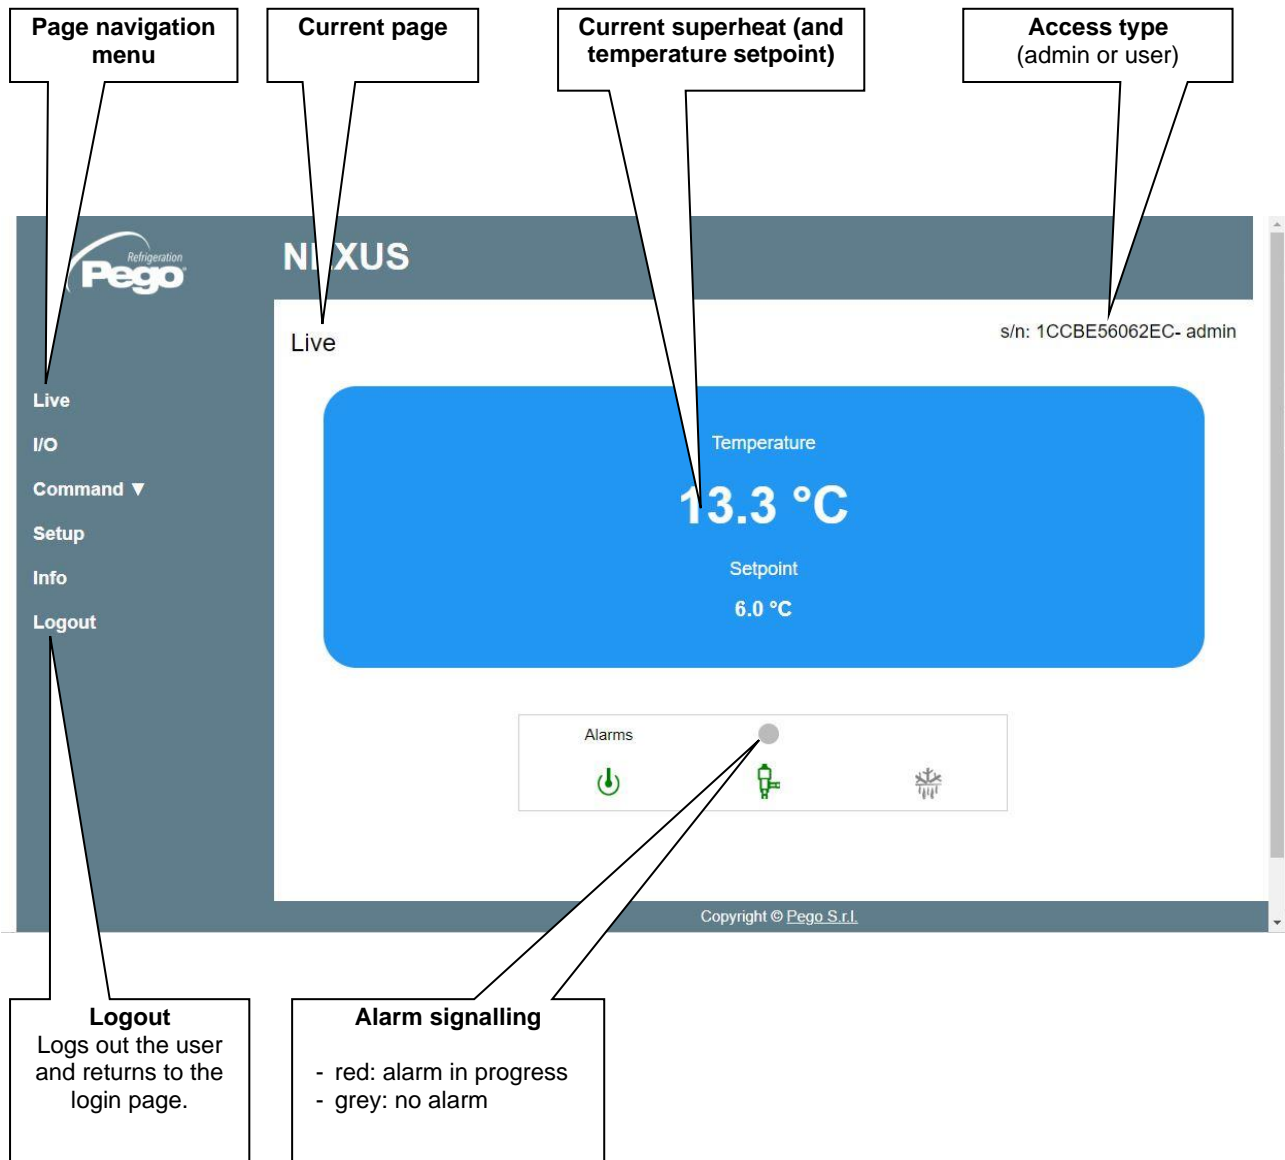 Page navigation
menu
Current page
Current superheat (and
temperature setpoint)
Access type
(admin or user)
Refrigeration
Pego
NEXUS
Live
s/n: 1CCBE56062EC- admin
Live
I/O
Command ▼
Setup
Info
Logout
Temperature
13.3 °C
Setpoint
6.0 °C
Alarms
Copyright © Pego S.r.l.
Logout
Logs out the user
and returns to the
login page.
Alarm signalling
- red: alarm in progress
- grey: no alarm